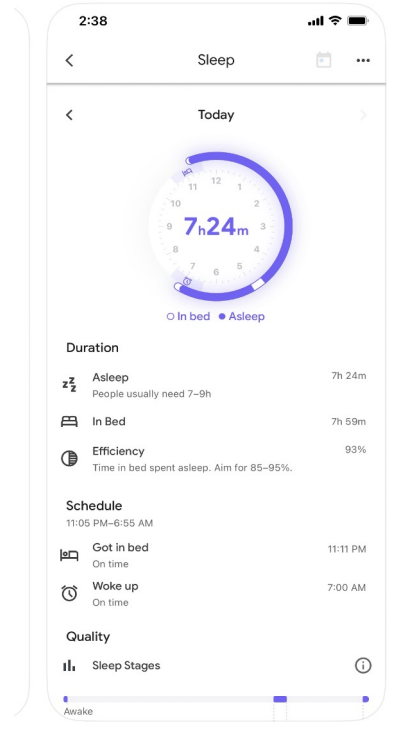 2:38
Sleep
Today
12
11 1
10 2
9 7h24m 3
8 4
7 5
6
In bed Asleep
Duration
Asleep 7h 24m
People usually need 7–9h
In Bed 7h 59m
Efficiency 93%
Time in bed spent asleep. Aim for 85–95%.
Schedule
11:05 PM–6:55 AM
Got in bed 11:11 PM
On time
Woke up 7:00 AM
On time
Quality
Sleep Stages
Awake